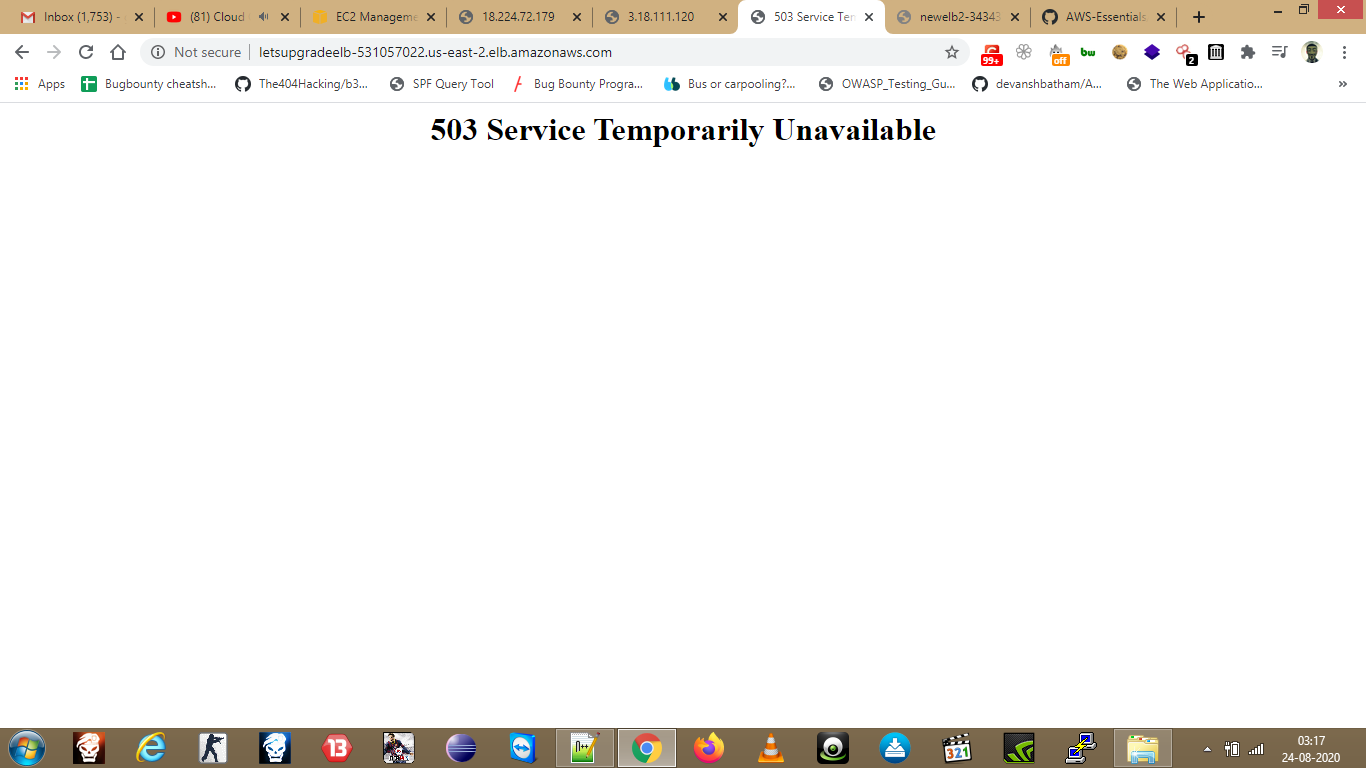 Inbox (1,753) -
(81) Cloud
EC2 Manageme
18.224.72.179
3.18.111.120
503 Service Ten
newelb2-34343
AWS-Essentials
Not secure
letsupgradeelb-531057022.us-east-2.elb.amazonaws.com
99+
off
bw
2
Apps
Bugbounty cheatsh...
The404Hacking/b3...
SPF Query Tool
Bug Bounty Progra...
Bus or carpooling?...
OWASP_Testing_Gu...
devanshbatham/A...
The Web Applicatio...
»
503 Service Temporarily Unavailable
13
N++
321
03:17
24-08-2020